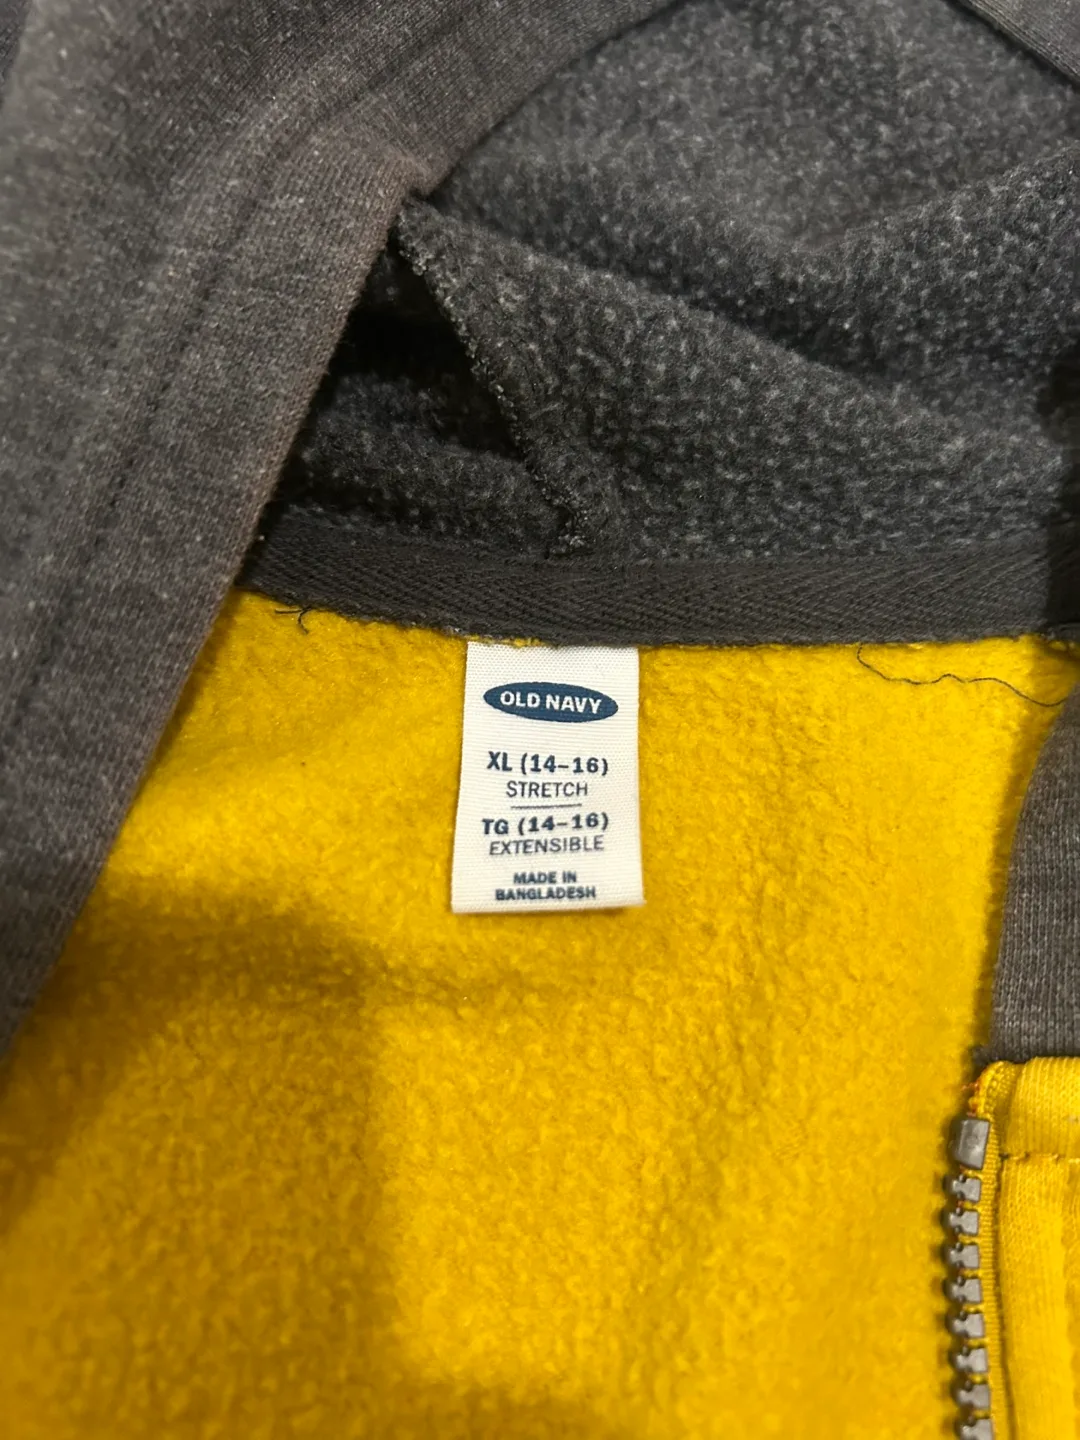 OLD NAVY
XL (14-16)
STRETCH
TG (14-16)
EXTENSIBLE
MADE IN
BANGLADESH